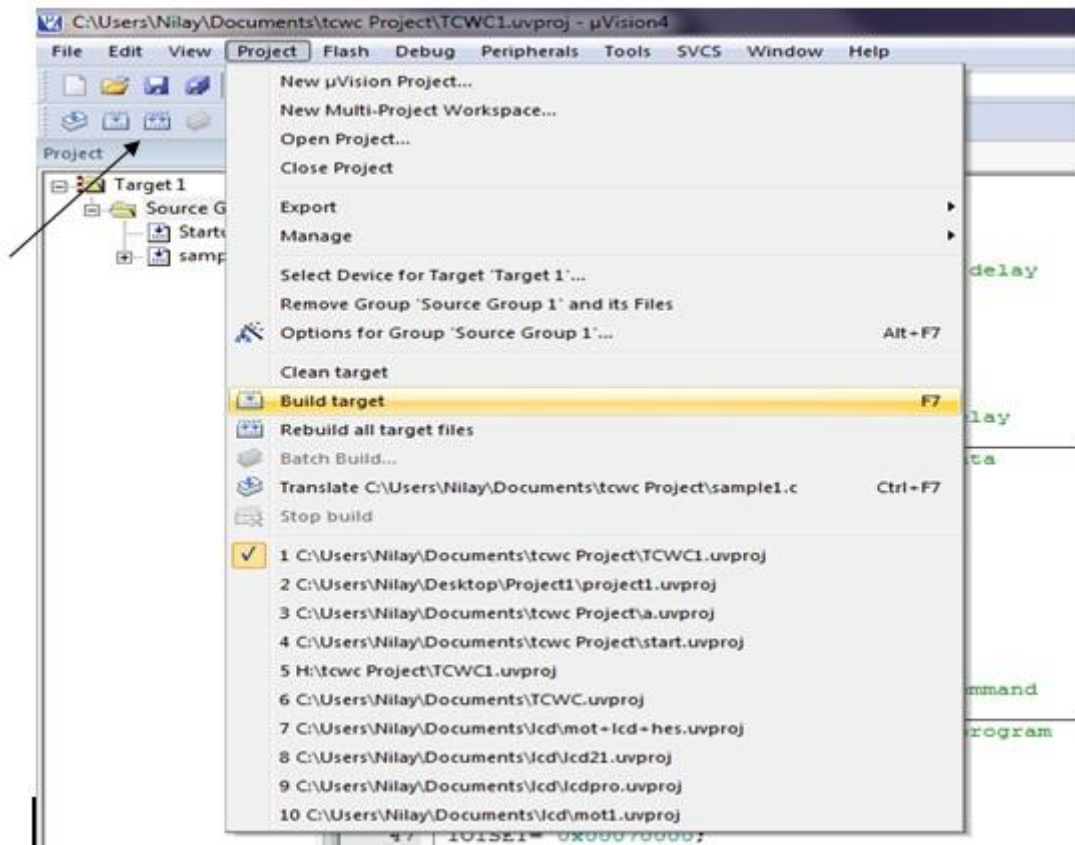 C:\Users\Nilay\Documents\tcwc Project\TCWC1.uvproj - µVision4
File Edit View Project Flash Debug Peripherals Tools SVCS Window Help
New µVision Project...
New Multi-Project Workspace...
Open Project...
Close Project
Project
Target 1
Source G
Startu
samp
Export
Manage
Select Device for Target 'Target 1'...
Remove Group 'Source Group 1' and its Files
Options for Group 'Source Group 1'... Alt+F7
Clean target
Build target F7
Rebuild all target files
Batch Build...
Translate C:\Users\Nilay\Documents\tcwc Project\sample1.c Ctrl+F7
Stop build
1 C:\Users\Nilay\Documents\tcwc Project\TCWC1.uvproj
2 C:\Users\Nilay\Desktop\Project1\project1.uvproj
3 C:\Users\Nilay\Documents\tcwc Project\a.uvproj
4 C:\Users\Nilay\Documents\tcwc Project\start.uvproj
5 H:\tcwc Project\TCWC1.uvproj
6 C:\Users\Nilay\Documents\TCWC.uvproj
7 C:\Users\Nilay\Documents\lcd\mot+lcd+hes.uvproj
8 C:\Users\Nilay\Documents\lcd\lcd21.uvproj
9 C:\Users\Nilay\Documents\lcd\lcdpro.uvproj
10 C:\Users\Nilay\Documents\lcd\mot1.uvproj
delay
lay
ta
mmand
rogram